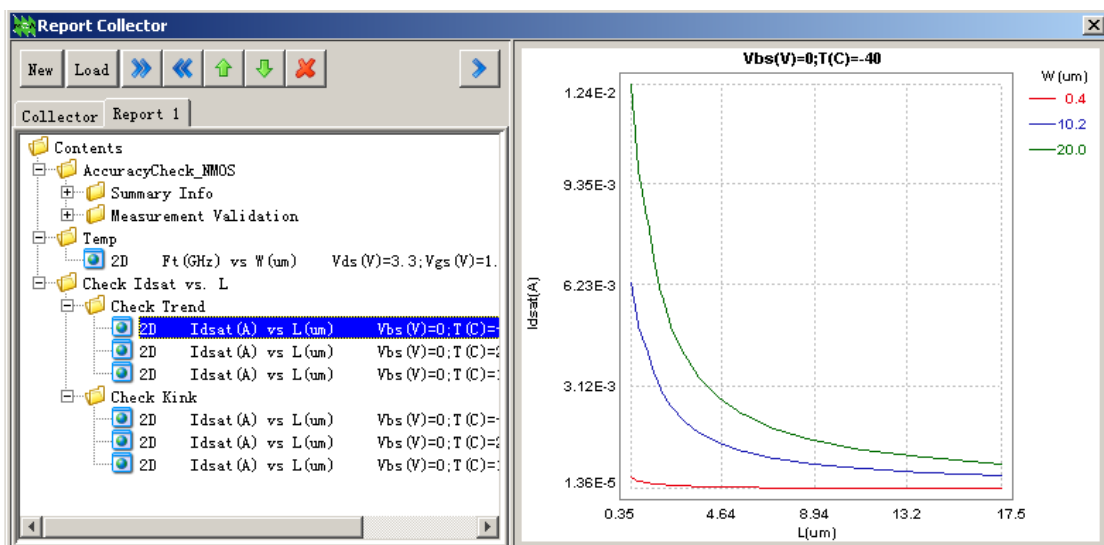 Report Collector
New Load
Collector Report 1
Contents
AccuracyCheck_NMOS
Summary Info
Measurement Validation
Temp
2D Ft(GHz) vs W(um) Vds(V)=3.3;Vgs(V)=1.
Check Idsat vs. L
Check Trend
2D Idsat(A) vs L(um) Vbs(V)=0;T(C)=-
2D Idsat(A) vs L(um) Vbs(V)=0;T(C)=2
2D Idsat(A) vs L(um) Vbs(V)=0;T(C)=1
Check Kink
2D Idsat(A) vs L(um) Vbs(V)=0;T(C)=-
2D Idsat(A) vs L(um) Vbs(V)=0;T(C)=2
2D Idsat(A) vs L(um) Vbs(V)=0;T(C)=1
Vbs(V)=0;T(C)=-40
W(um)
0.4
10.2
20.0
1.24E-2
9.35E-3
6.23E-3
3.12E-3
1.36E-5
Idsat(A)
0.35 4.64 8.94 13.2 17.5
L(um)